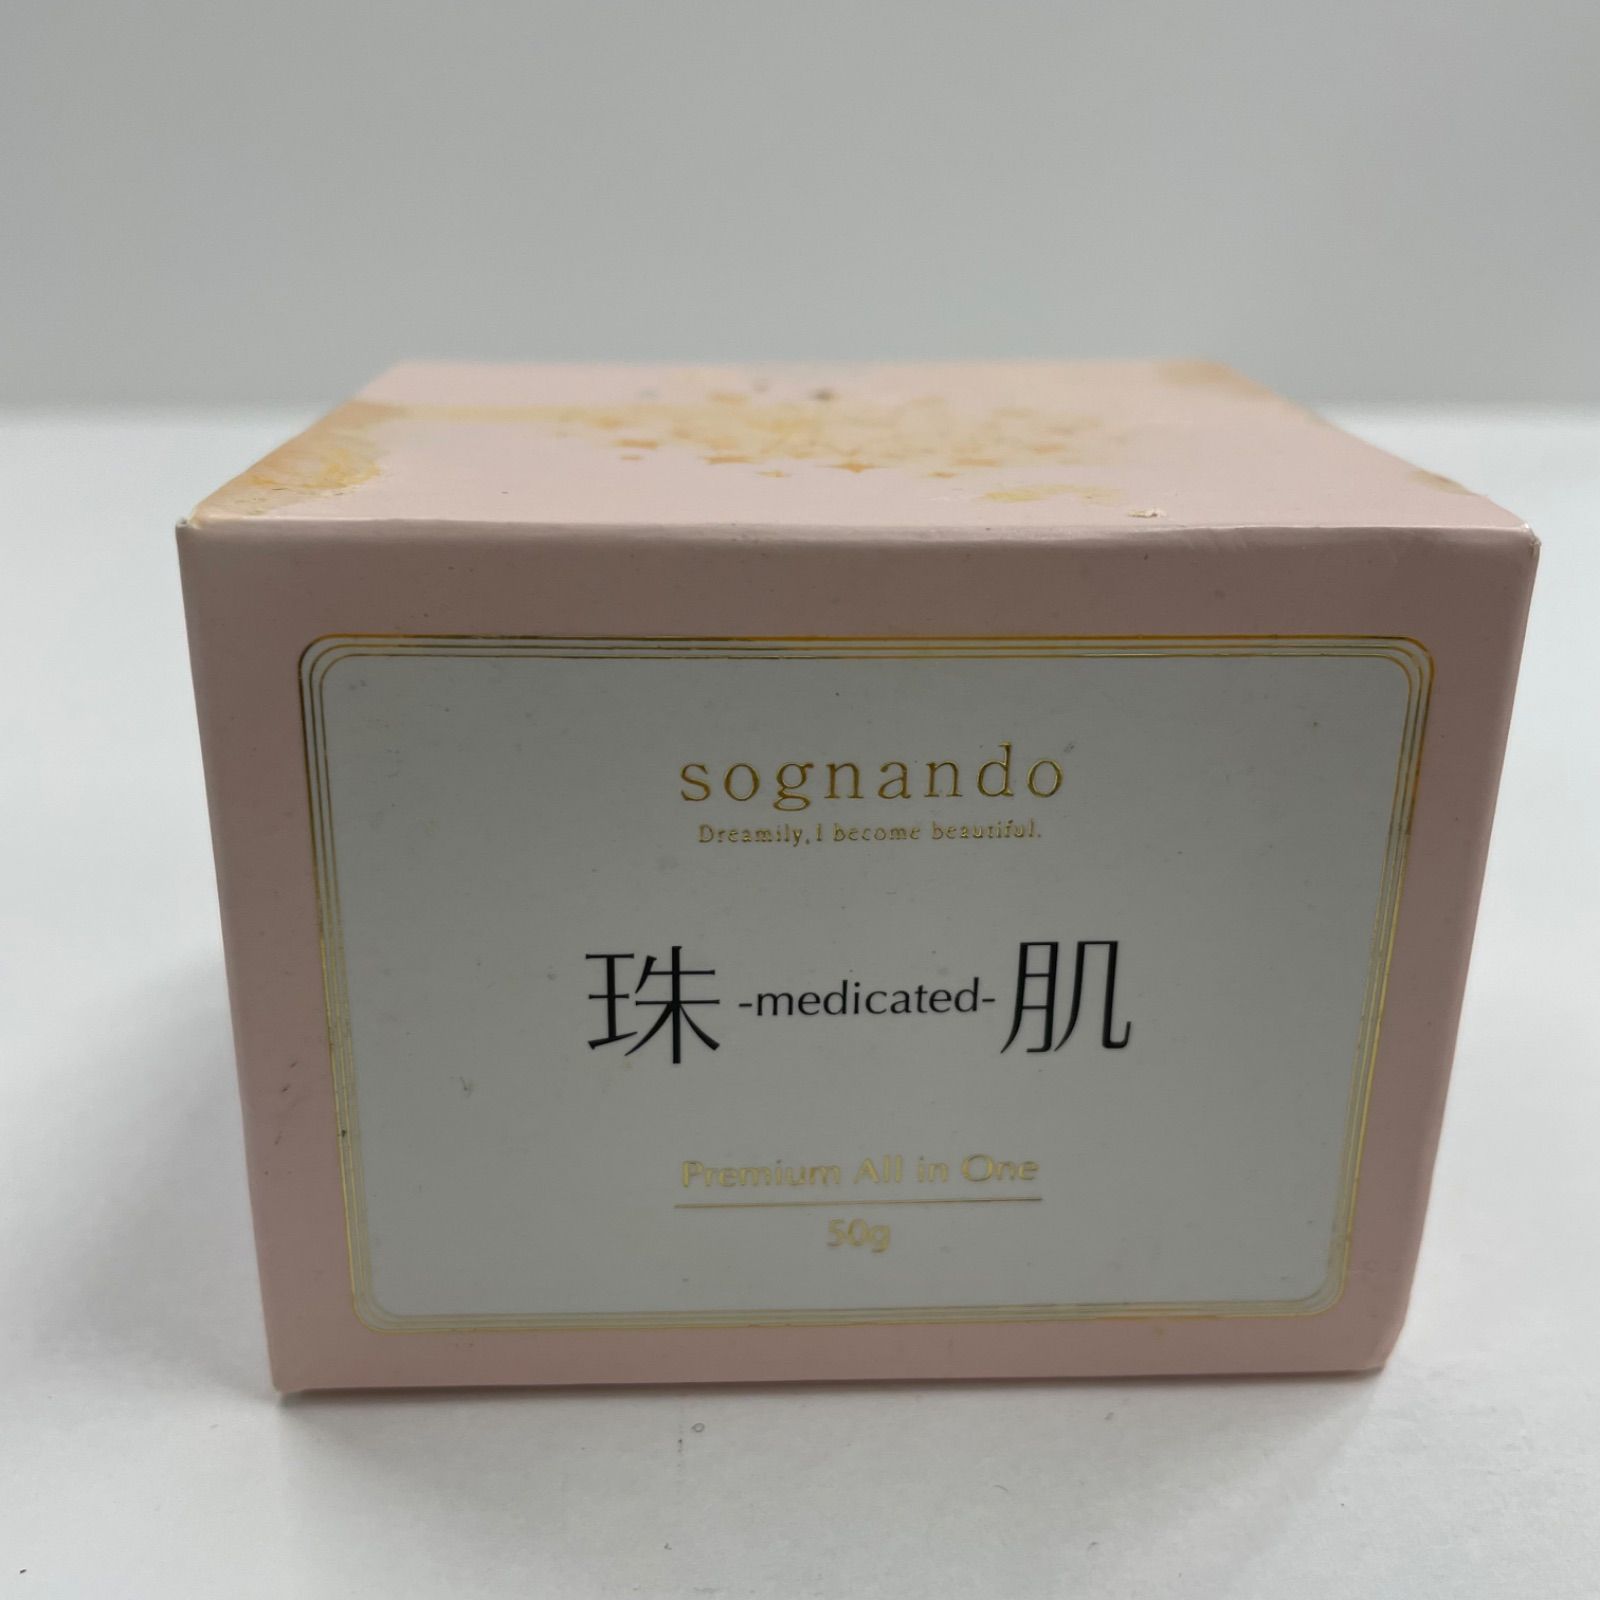 sognando
Dreamily, I become beautiful.
珠 -medicated- 肌
Premium All in One
50g